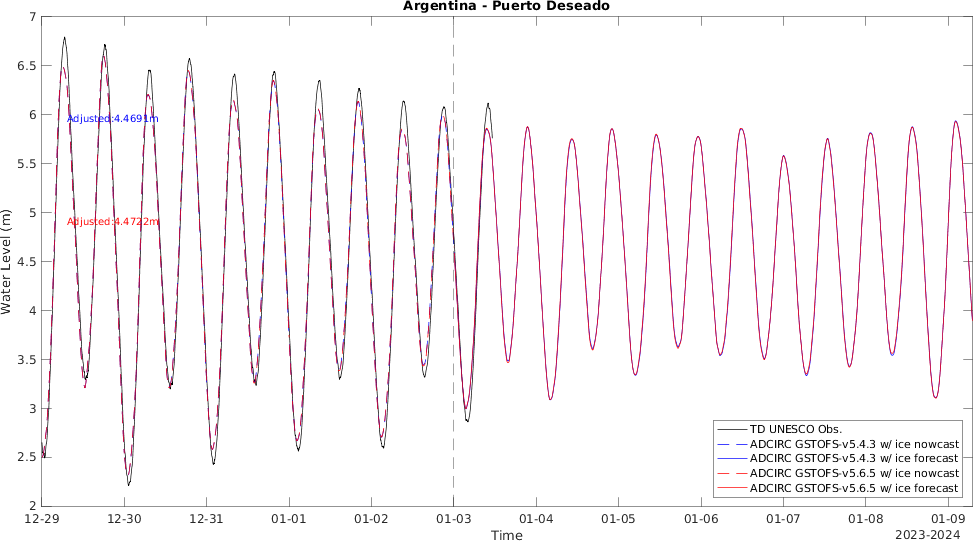 Argentina - Puerto Deseado
7
6.5
6
5.5
5
4.5
4
3.5
3
2.5
2
Water Level (m)
Adjusted:4.4691m
Adjusted:4.4722m
TD UNESCO Obs.
ADCIRC GSTOFS-v5.4.3 w/ ice nowcast
ADCIRC GSTOFS-v5.4.3 w/ ice forecast
ADCIRC GSTOFS-v5.6.5 w/ ice nowcast
ADCIRC GSTOFS-v5.6.5 w/ ice forecast
12-29 12-30 12-31 01-01 01-02 01-03 01-04 01-05 01-06 01-07 01-08 01-09
Time
2023-2024